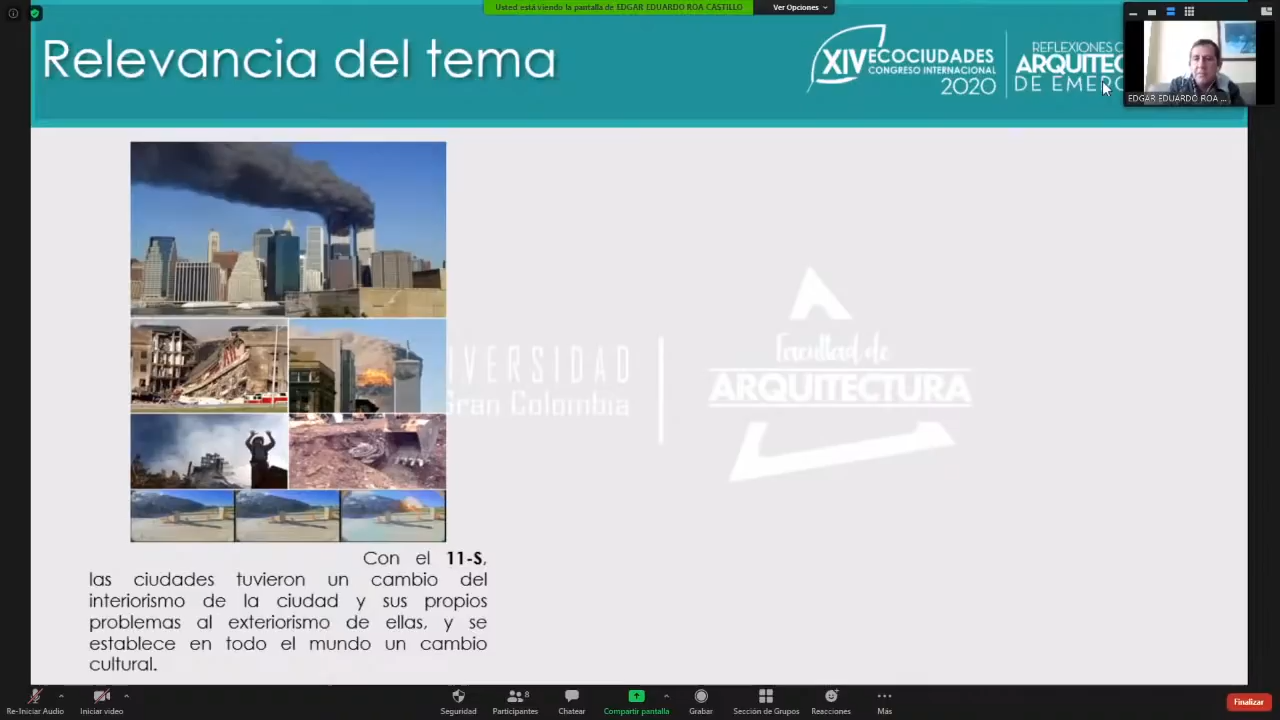 Usted está viendo la pantalla de EDGAR EDUARDO ROA CASTILLO
Ver Opciones
Relevancia del tema
XIV ECOCIUDADES
CONGRESO INTERNACIONAL
2020
REFLEXIONES
ARQUITEC
DE EMER
EDGAR EDUARDO ROA ...
IVERSIDAD
Gran Colombia
Facultad de
ARQUITECTURA
Con el 11-S,
las ciudades tuvieron un cambio del
interiorismo de la ciudad y sus propios
problemas al exteriorismo de ellas, y se
establece en todo el mundo un cambio
cultural.
Re-Iniciar Audio
Iniciar video
Seguridad
8
Participantes
Chatear
Compartir pantalla
Grabar
Sección de Grupos
Reacciones
Más
Finalizar